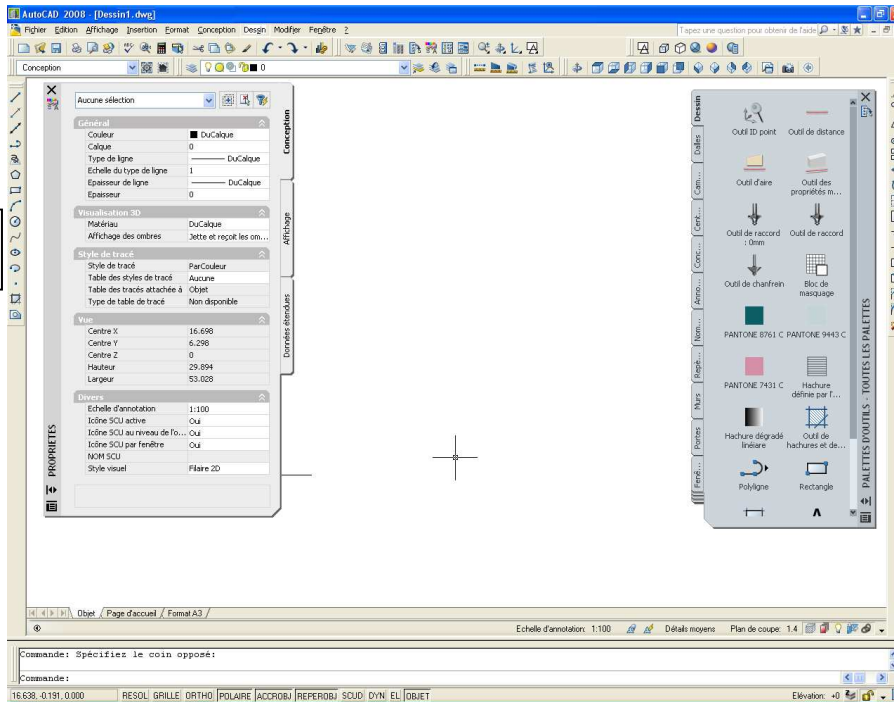 AutoCAD 2008 - [Dessin1.dwg]
Fichier Edition Affichage Insertion Format Conception Design Modifier Fenêtre ?
Tapez une question pour obtenir de l'aide
Conception
0
Aucune sélection
Général
Couleur DuCalque
Calque 0
Type de ligne DuCalque
Echelle du type de ligne 1
Epaisseur de ligne DuCalque
Epaisseur 0
Visualisation 3D
Matériau DuCalque
Affichage des ombres Jette et reçoit les om...
Style de tracé
Style de tracé ParCouleur
Table des styles de tracé Aucune
Table des tracés attachée à Objet
Type de table de tracé Non disponible
Vue
Centre X 16.698
Centre Y 6.298
Centre Z 0
Hauteur 29.894
Largeur 53.028
Divers
Echelle d'annotation 1:100
Icône SCU active Oui
Icône SCU au niveau de l'o... Oui
Icône SCU par fenêtre Oui
NOM SCU
Style visuel Filaire 2D
PROPRIETES
Conception
Affichage
Données étendues
Dessin
Dalles
Cam...
Cent...
Conc...
Anno...
Nom...
Repè...
Murs
Portes
Fenê...
Outil ID point Outil de distance
Outil d'aire Outil des
propriétés m...
Outil de raccord Outil de raccord
: 0mm
Outil de chanfrein Bloc de
masquage
PANTONE 8761 C PANTONE 9443 C
PANTONE 7431 C Hachure
définie par l'...
Hachure dégradé Outil de
linéaire hachures et de...
Polyligne Rectangle
PALETTES D'OUTILS - TOUTES LES PALETTES
Objet Page d'accueil Format A3
Echelle d'annotation: 1:100 Détails moyens Plan de coupe: 1.4
Commande: Spécifiez le coin opposé:
Commande:
16.638, -0.191, 0.000 RESOL GRILLE ORTHO POLAIRE ACCROBJ REPEROBJ SCUD DYN EL OBJET Elévation: +0